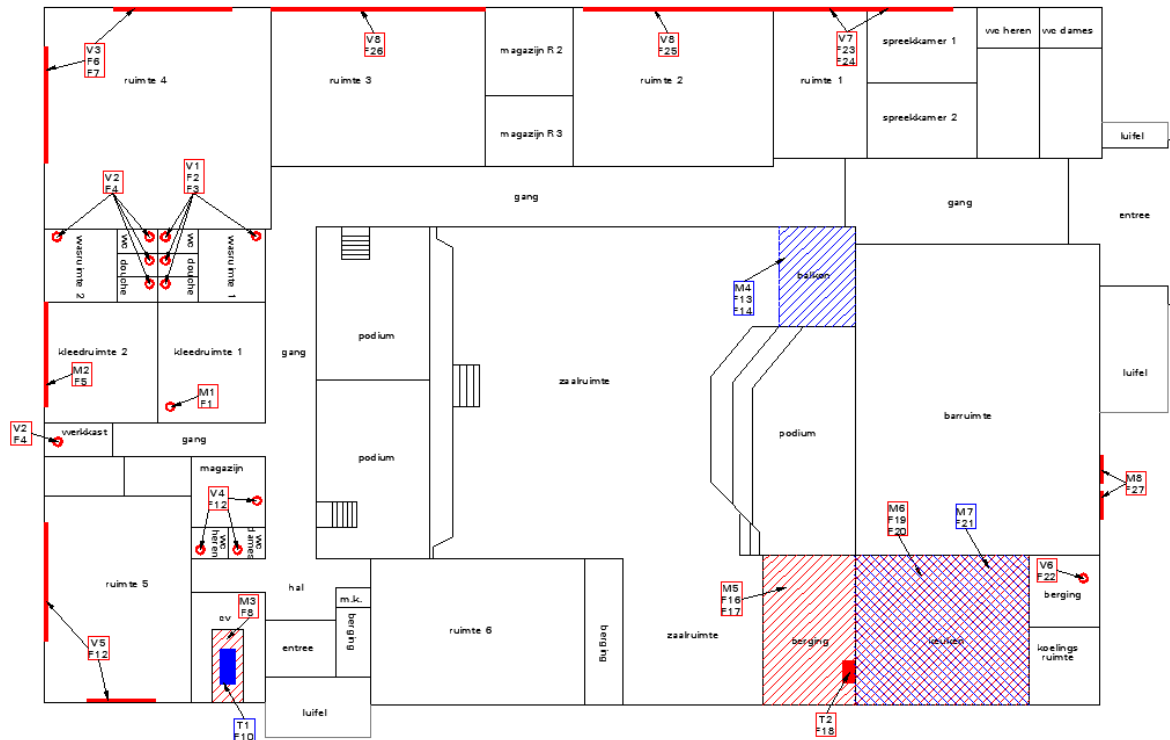 V3
F6
F7
ruimte 4
V8
F26
ruimte 3
magazijn R 2
magazijn R 3
V8
F25
ruimte 2
V7
F23
F24
ruimte 1
spreekkamer 1
spreekkamer 2
wc heren
wc dames
luifel
V2
F4
V1
F2
F3
gang
gang
entree
wasruimte 2
wc
douche
wc
douche
wasruimte 1
M4
F13
F14
balkon
kleedruimte 2
kleedruimte 1
gang
podium
zaalruimte
luifel
M2
F5
M1
F1
barruimte
V2
F4
werkkast
gang
podium
podium
magazijn
V4
F12
M8
F27
M6
F19
F20
M7
F21
wc
heren
wc
dames
ruimte 5
hal
V6
F22
berging
M3
F8
cv
m.k.
berging
entree
ruimte 6
berging
zaalruimte
M5
F16
F17
berging
keuken
koelings
ruimte
V5
F12
luifel
T1
F10
T2
F18